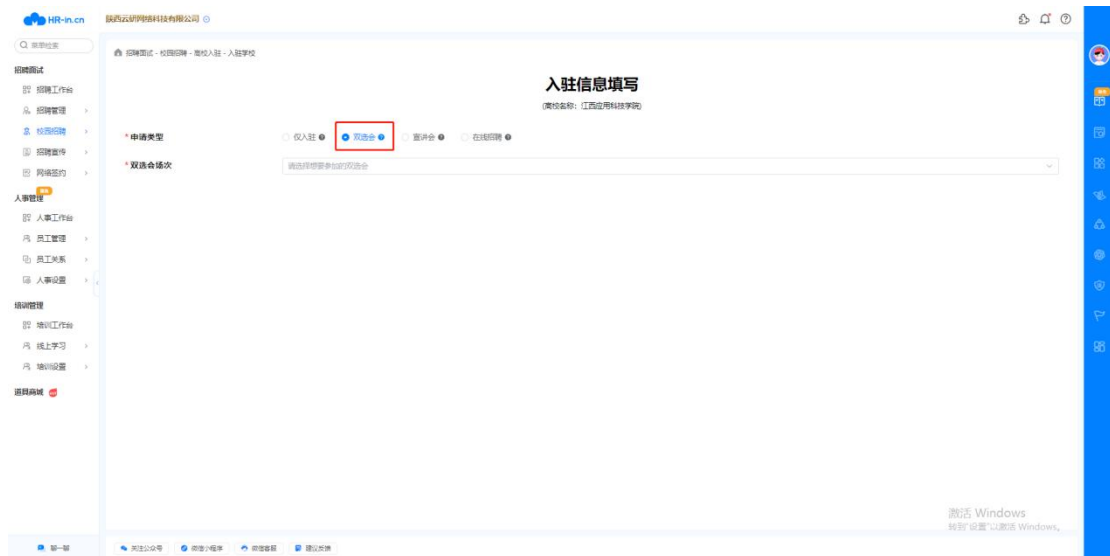 HR-in.cn
陕西云研网络科技有限公司
菜单检索
招聘面试 - 校园招聘 - 高校入驻 - 入驻学校
招聘面试
招聘工作台
招聘管理
校园招聘
招聘宣传
网络签约
人事管理
人事工作台
员工管理
员工关系
人事设置
培训管理
培训工作台
线上学习
培训设置
道具商城
入驻信息填写
(高校名称：江西应用科技学院)
* 申请类型
仅入驻
双选会
宣讲会
在线招聘
* 双选会场次
请选择想要参加的双选会
激活 Windows
转到"设置"以激活 Windows。
聊一聊
关注公众号
微信小程序
微信客服
建议反馈